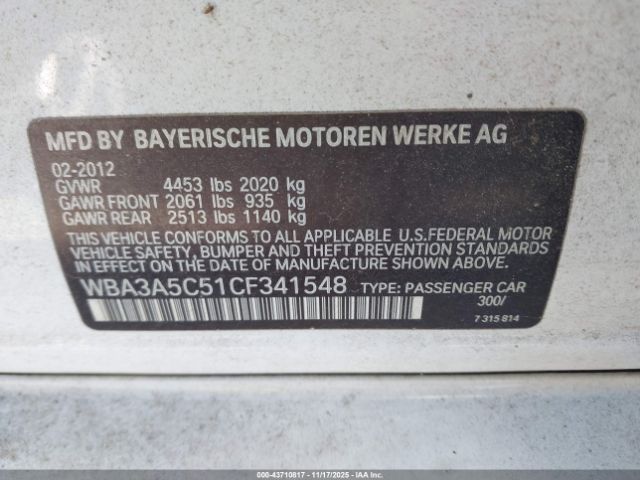 MFD BY BAYERISCHE MOTOREN WERKE AG
02-2012
GVWR 4453 lbs 2020 kg
GAWR FRONT 2061 lbs 935 kg
GAWR REAR 2513 lbs 1140 kg
THIS VEHICLE CONFORMS TO ALL APPLICABLE U.S.FEDERAL MOTOR
VEHICLE SAFETY, BUMPER AND THEFT PREVENTION STANDARDS
IN EFFECT ON THE DATE OF MANUFACTURE SHOWN ABOVE.
WBA3A5C51CF341548 TYPE: PASSENGER CAR
300/
7 315 814
000-43710817 - 11/17/2025 - IAAI.COM